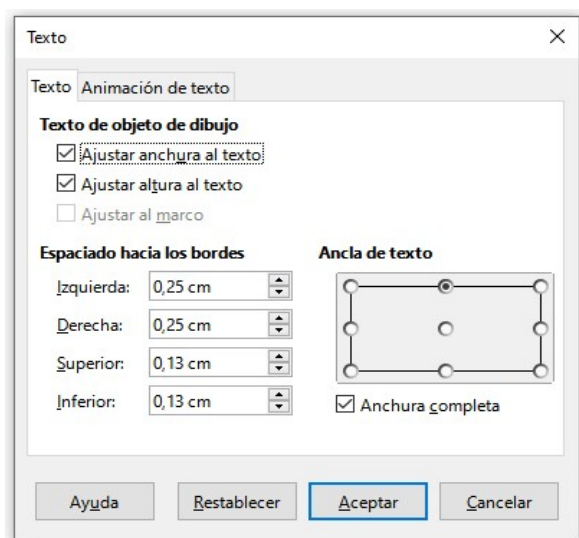 Texto
Texto Animación de texto
Texto de objeto de dibujo
Ajustar anchura al texto
Ajustar altura al texto
Ajustar al marco
Espaciado hacia los bordes
Izquierda: 0,25 cm
Derecha: 0,25 cm
Superior: 0,13 cm
Inferior: 0,13 cm
Ancla de texto
Anchura completa
Ayuda Restablecer Aceptar Cancelar